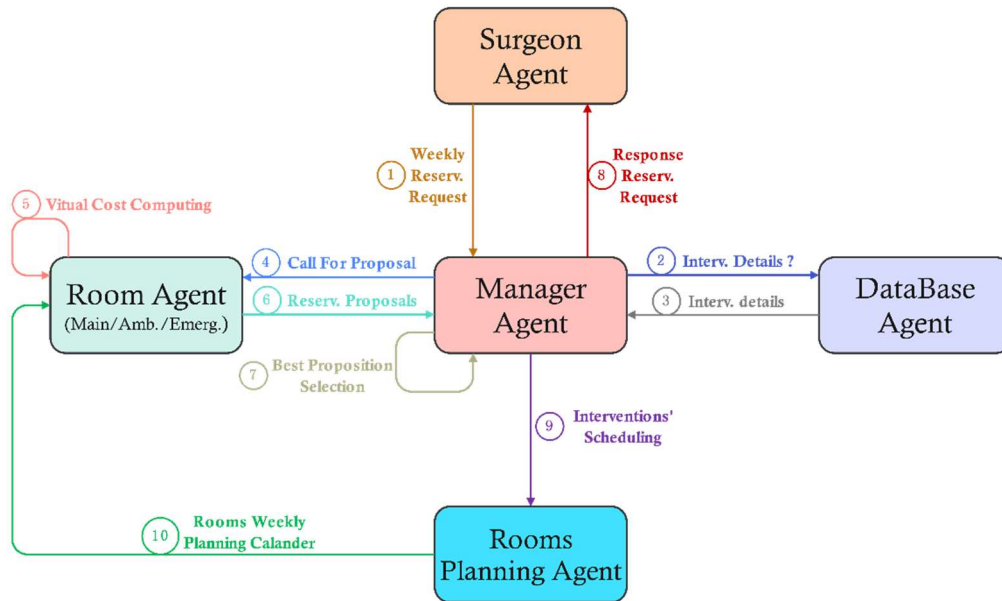 Surgeon
Agent
1
Weekly
Reserv.
Request
8
Response
Reserv.
Request
5
Vitual Cost Computing
Room Agent
(Main/Amb./Emerg.)
4
Call For Proposal
6
Reserv. Proposals
Manager
Agent
2
Interv. Details ?
3
Interv. details
DataBase
Agent
7
Best Proposition
Selection
9
Interventions'
Scheduling
10
Rooms Weekly
Planning Calander
Rooms
Planning Agent